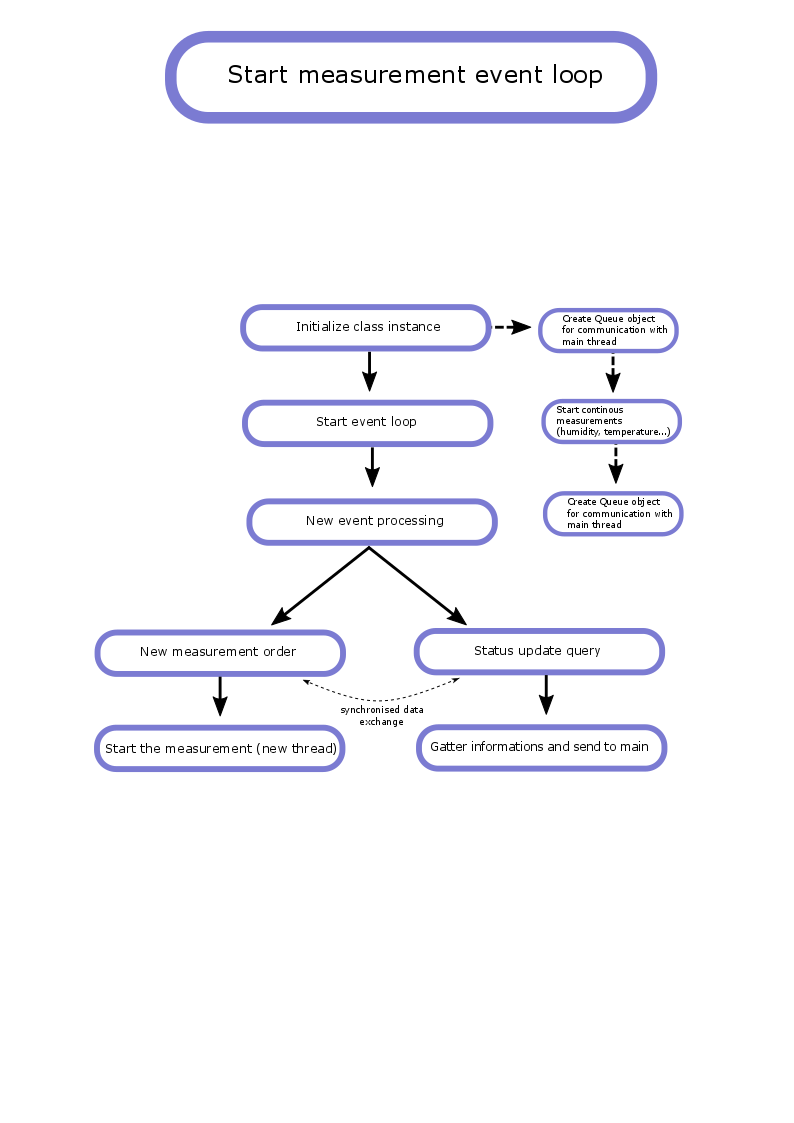 Start measurement event loop
Initialize class instance
Create Queue object
for communication with
main thread
Start event loop
Start continous
measurements
(humidity, temperature...)
New event processing
Create Queue object
for communication with
main thread
New measurement order
Status update query
synchronised data
exchange
Start the measurement (new thread)
Gatter informations and send to main